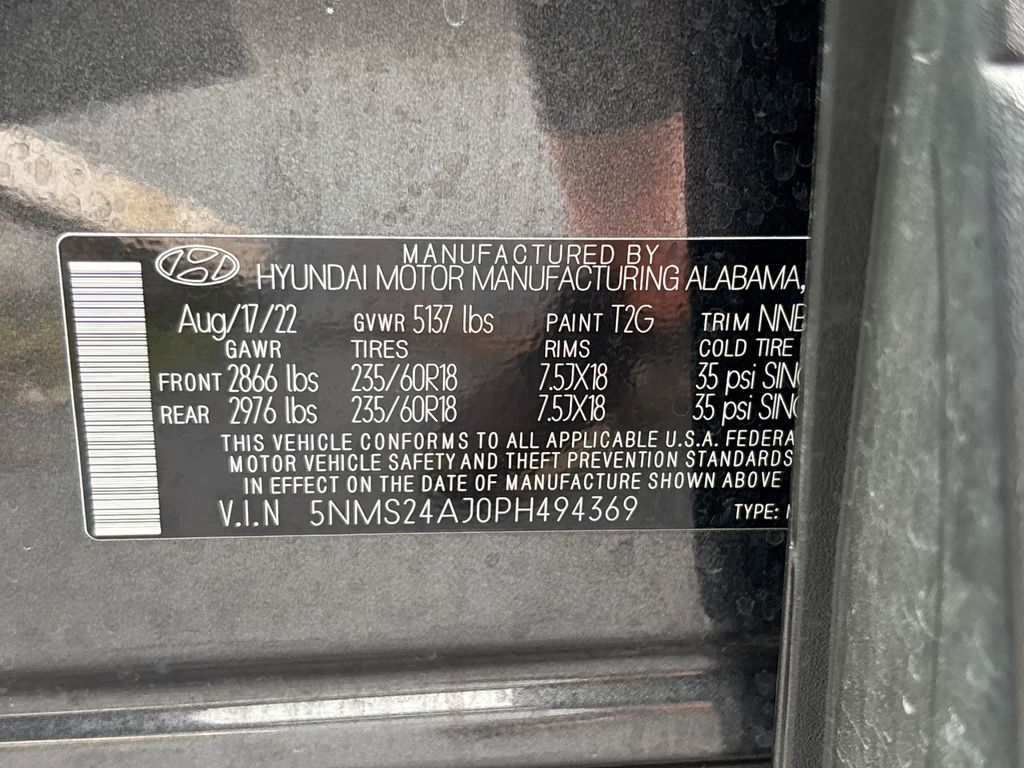 MANUFACTURED BY
HYUNDAI MOTOR MANUFACTURING ALABAMA,
Aug/17/22 GVWR 5137 lbs PAINT T2G TRIM NNB
GAWR TIRES RIMS COLD TIRE
FRONT 2866 lbs 235/60R18 7.5JX18 35 psi
REAR 2976 lbs 235/60R18 7.5JX18 35 psi
THIS VEHICLE CONFORMS TO ALL APPLICABLE U.S.A. FEDERA
MOTOR VEHICLE SAFETY AND THEFT PREVENTION STANDARDS
IN EFFECT ON THE DATE OF MANUFACTURE SHOWN ABOVE
V.I.N 5NMS24AJ0PH494369 TYPE: